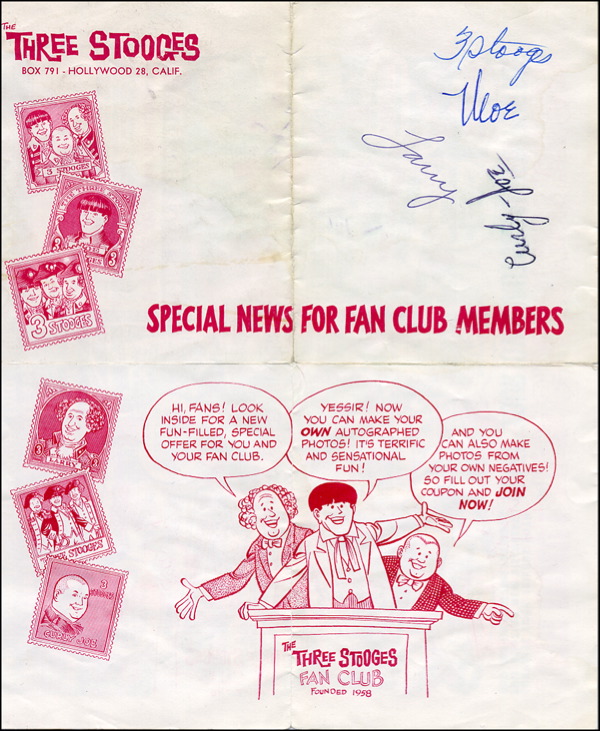 THE
THREE STOOGES
BOX 791 - HOLLYWOOD 28, CALIF.
3 stooges
Moe
Larry
Curly-Joe
3 STOOGES
THE THREE
3
3 STOOGES
SPECIAL NEWS FOR FAN CLUB MEMBERS
HI, FANS! LOOK
INSIDE FOR A NEW
FUN-FILLED, SPECIAL
OFFER FOR YOU AND
YOUR FAN CLUB.
YESSIR! NOW
YOU CAN MAKE YOUR
OWN AUTOGRAPHED
PHOTOS! IT'S TERRIFIC
AND SENSATIONAL
FUN!
AND YOU
CAN ALSO MAKE
PHOTOS FROM
YOUR OWN NEGATIVES!
SO FILL OUT YOUR
COUPON AND JOIN
NOW!
3
LARRY
STOOGES
3
CURLY JOE
THE
THREE STOOGES
FAN CLUB
FOUNDED 1958